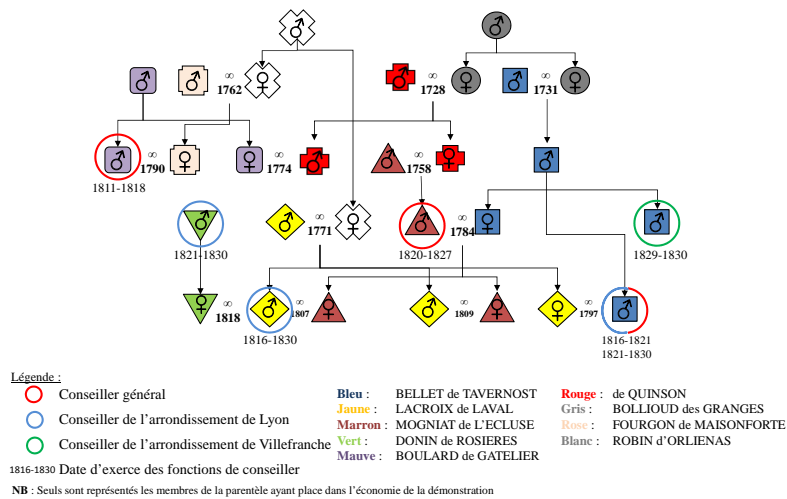 ∞
1762
∞
1728
∞
1731
∞
1790
∞
1774
∞
1758
1811-1818
∞
1771
∞
1784
1821-1830
1820-1827
1829-1830
∞
1818
∞
1807
∞
1809
∞
1797
1816-1830
1816-1821
1821-1830
Légende :
Conseiller général
Conseiller de l'arrondissement de Lyon
Conseiller de l'arrondissement de Villefranche
1816-1830 Date d'exerce des fonctions de conseiller
Bleu : BELLET de TAVERNOST
Jaune : LACROIX de LAVAL
Marron : MOGNIAT de L'ECLUSE
Vert : DONIN de ROSIERES
Mauve : BOULARD de GATELIER
Rouge : de QUINSON
Gris : BOLLIOUD des GRANGES
Rose : FOURGON de MAISONFORTE
Blanc : ROBIN d'ORLIENAS
NB : Seuls sont représentés les membres de la parentèle ayant place dans l'économie de la démonstration